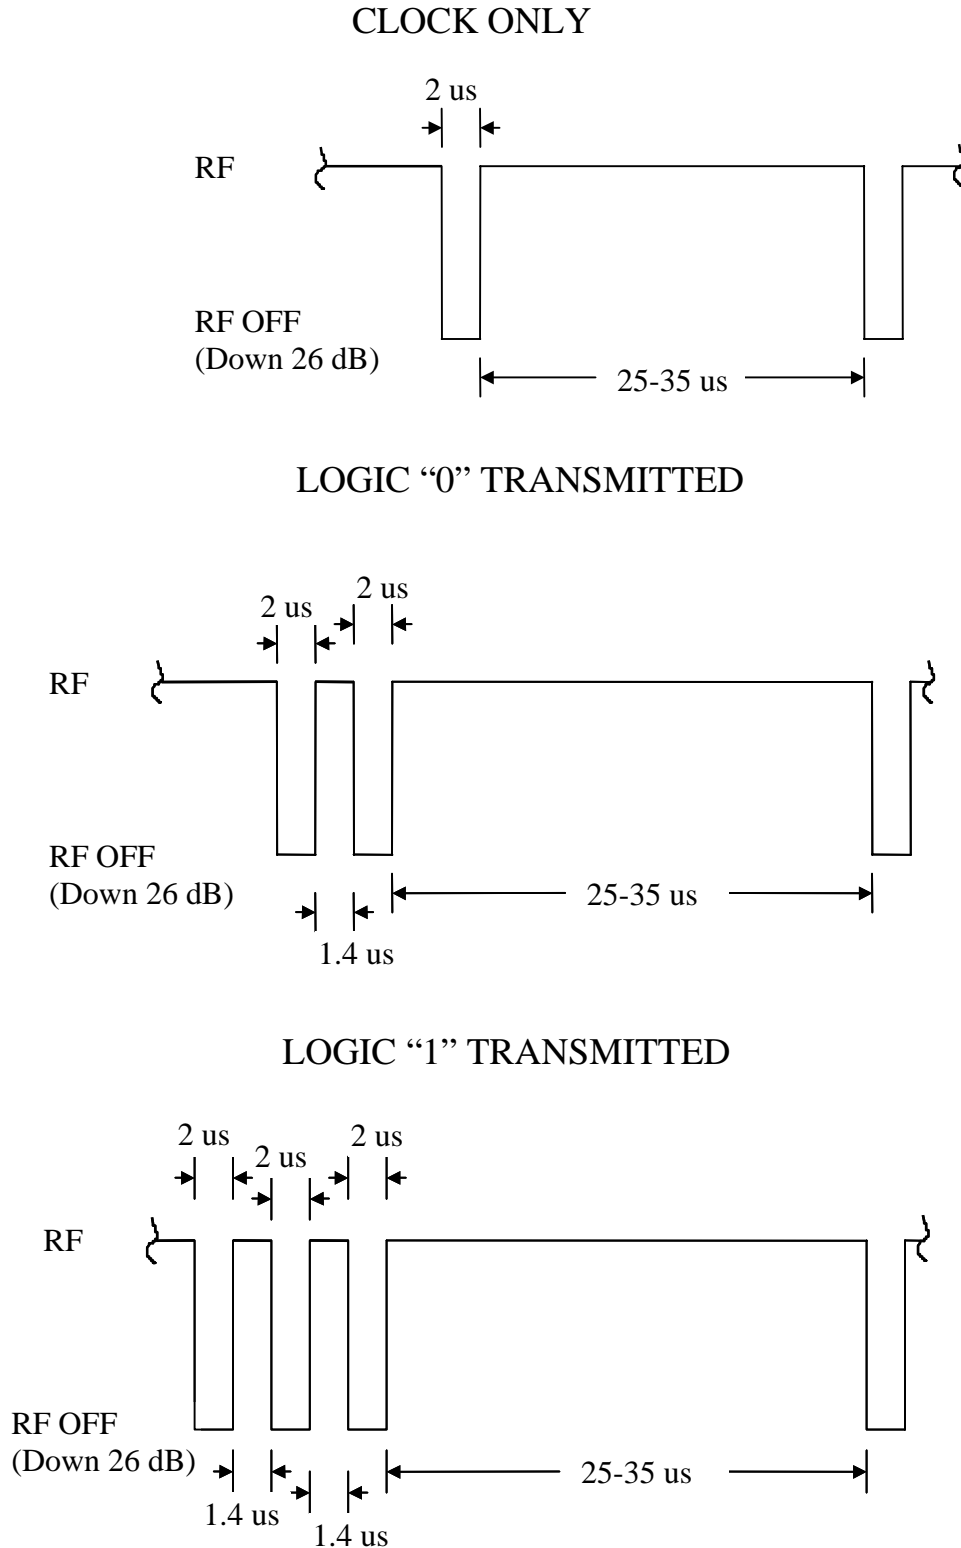 CLOCK ONLY
2 us
RF
RF OFF
(Down 26 dB)
25-35 us
LOGIC “0” TRANSMITTED
2 us
2 us
RF
RF OFF
(Down 26 dB)
25-35 us
1.4 us
LOGIC “1” TRANSMITTED
2 us
2 us
2 us
RF
RF OFF
(Down 26 dB)
25-35 us
1.4 us
1.4 us